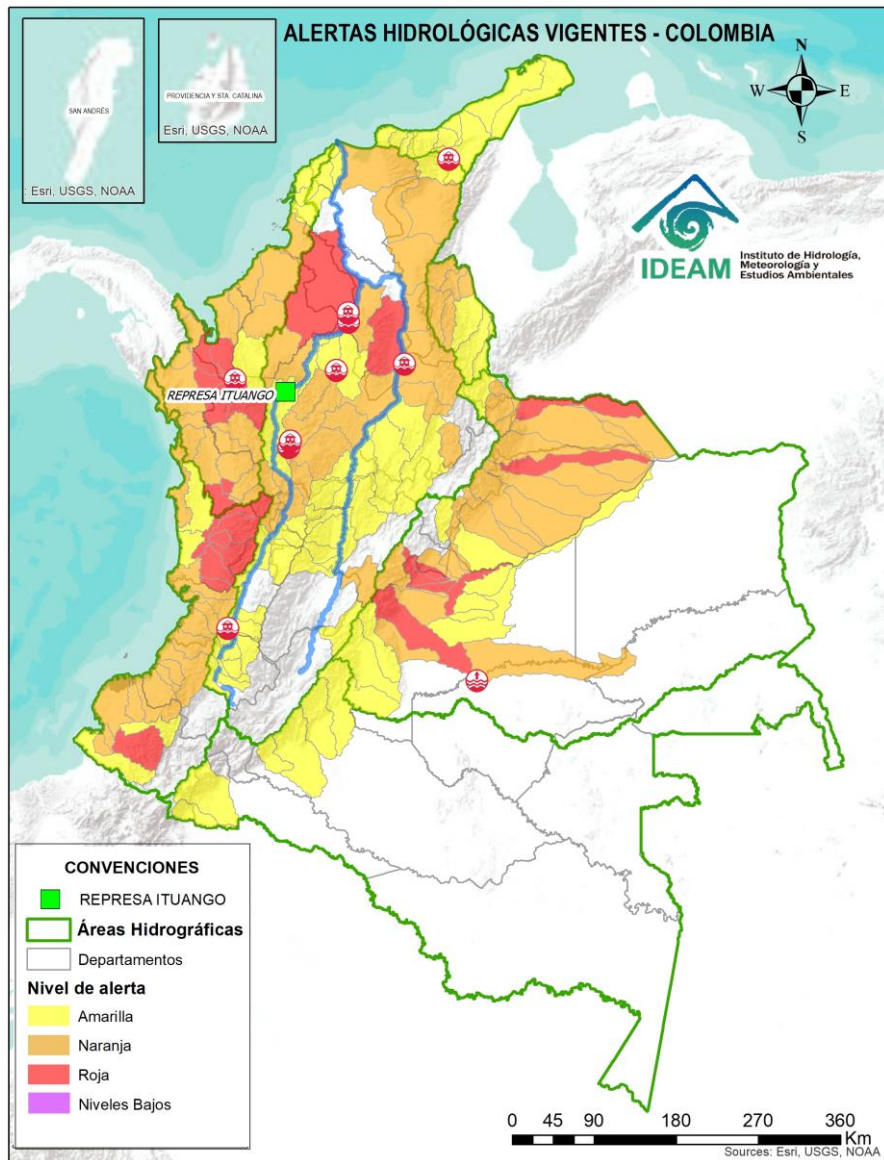 ALERTAS HIDROLÓGICAS VIGENTES - COLOMBIA
SAN ANDRÉS
: Esri, USGS, NOAA
PROVIDENCIA Y STA. CATALINA
Esri, USGS, NOAA
N
W
E
S
IDEAM
Instituto de Hidrología,
Meteorología y
Estudios Ambientales
REPRESA ITUANGO
CONVENCIONES
REPRESA ITUANGO
Áreas Hidrográficas
Departamentos
Nivel de alerta
Amarilla
Naranja
Roja
Niveles Bajos
0 45 90 180 270 360
Km
Sources: Esri, USGS, NOAA